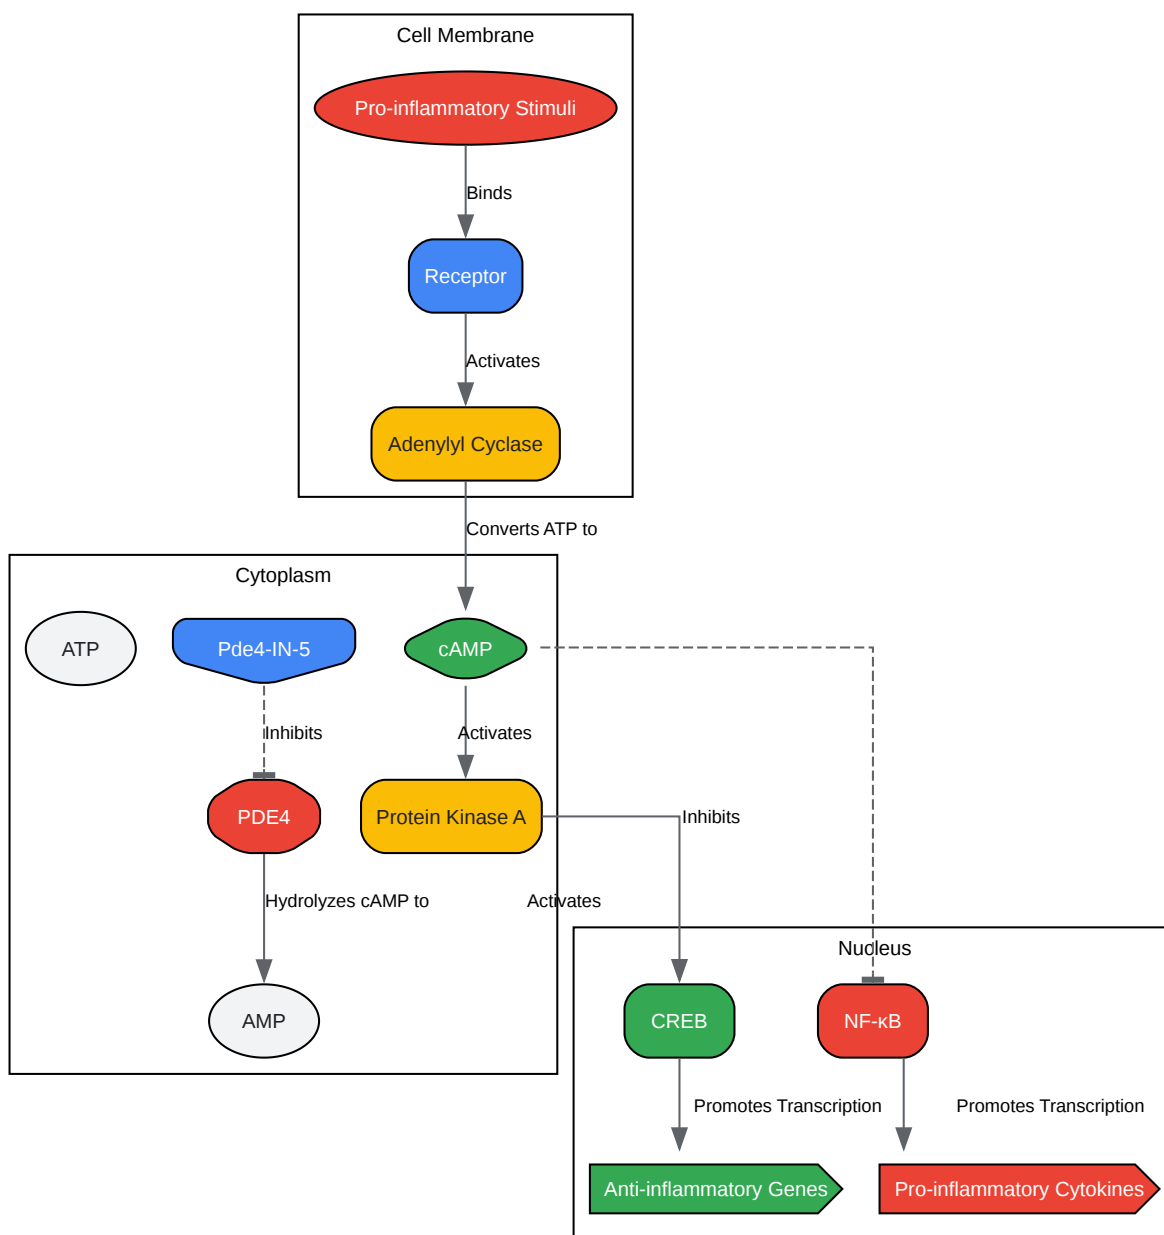 Cell Membrane
Pro-inflammatory Stimuli
Binds
Receptor
Activates
Adenylyl Cyclase
Converts ATP to
Cytoplasm
ATP
Pde4-IN-5
cAMP
Inhibits
Activates
PDE4
Protein Kinase A
Inhibits
Hydrolyzes cAMP to
Activates
Nucleus
AMP
CREB
NF-κB
Promotes Transcription
Promotes Transcription
Anti-inflammatory Genes
Pro-inflammatory Cytokines